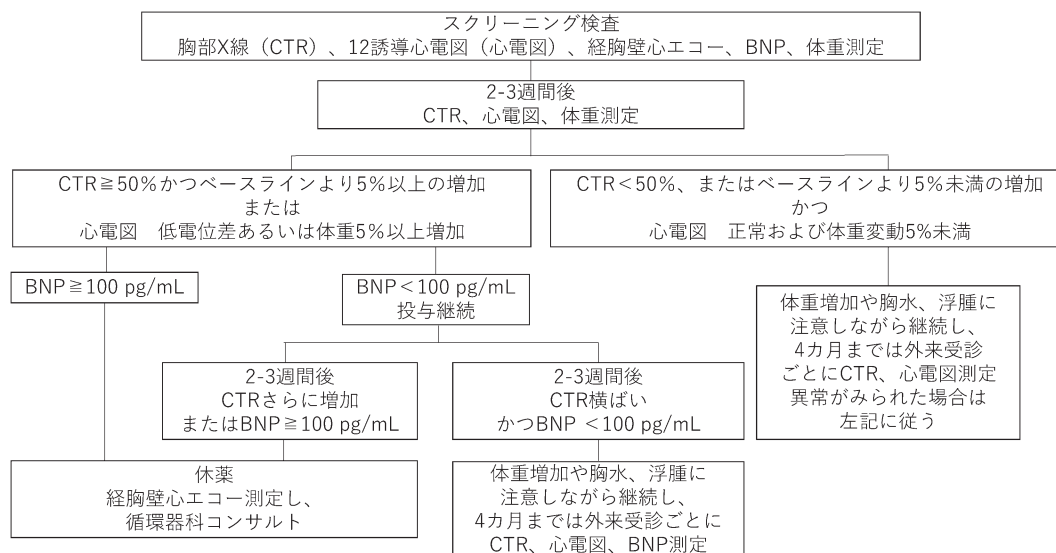 スクリーニング検査
胸部X線（CTR）、12誘導心電図（心電図）、経胸壁心エコー、BNP、体重測定
2-3週間後
CTR、心電図、体重測定
CTR≧50%かつベースラインより5%以上の増加
または
心電図　低電位差あるいは体重5%以上増加
CTR＜50%、またはベースラインより5%未満の増加
かつ
心電図　正常および体重変動5%未満
BNP≧100 pg/mL
BNP＜100 pg/mL
投与継続
体重増加や胸水、浮腫に
注意しながら継続し、
4カ月までは外来受診
ごとにCTR、心電図測定
異常がみられた場合は
左記に従う
2-3週間後
CTRさらに増加
またはBNP≧100 pg/mL
2-3週間後
CTR横ばい
かつBNP ＜100 pg/mL
休薬
経胸壁心エコー測定し、
循環器科コンサルト
体重増加や胸水、浮腫に
注意しながら継続し、
4カ月までは外来受診ごとに
CTR、心電図、BNP測定